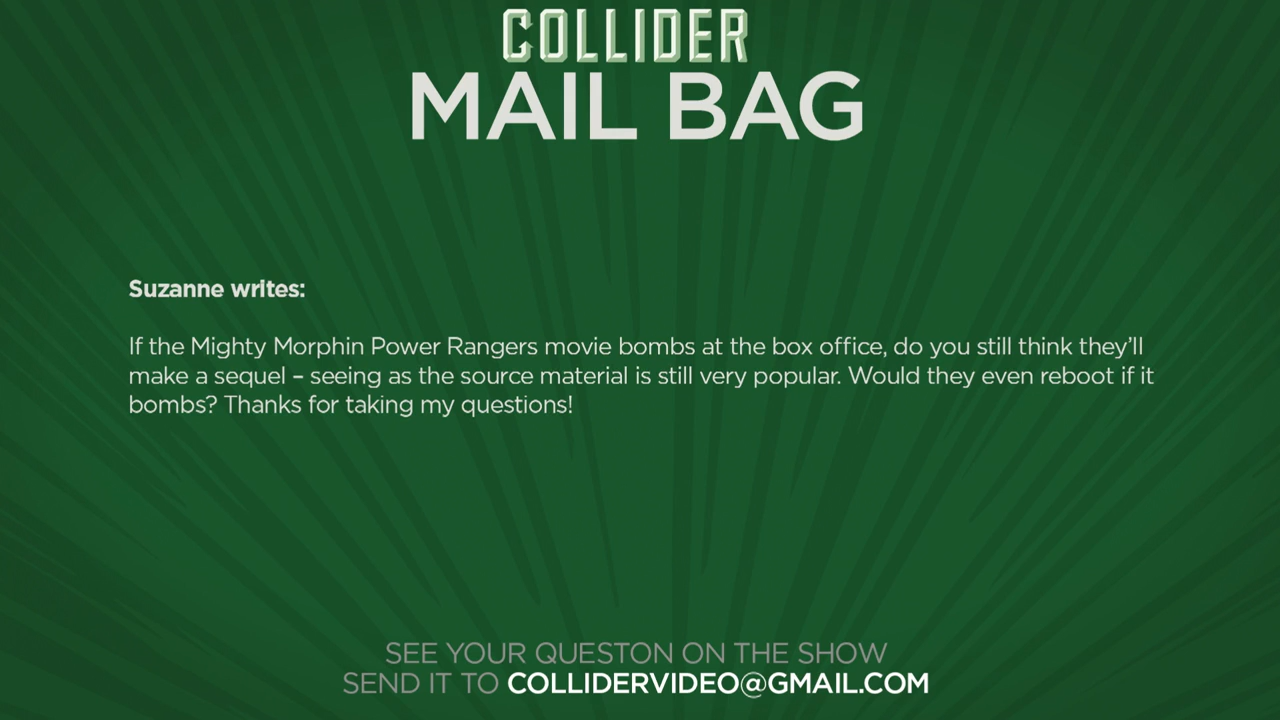 COLLIDER
MAIL BAG
Suzanne writes:
If the Mighty Morphin Power Rangers movie bombs at the box office, do you still think they’ll
make a sequel – seeing as the source material is still very popular. Would they even reboot if it
bombs? Thanks for taking my questions!
SEE YOUR QUESTON ON THE SHOW
SEND IT TO COLLIDERVIDEO@GMAIL.COM